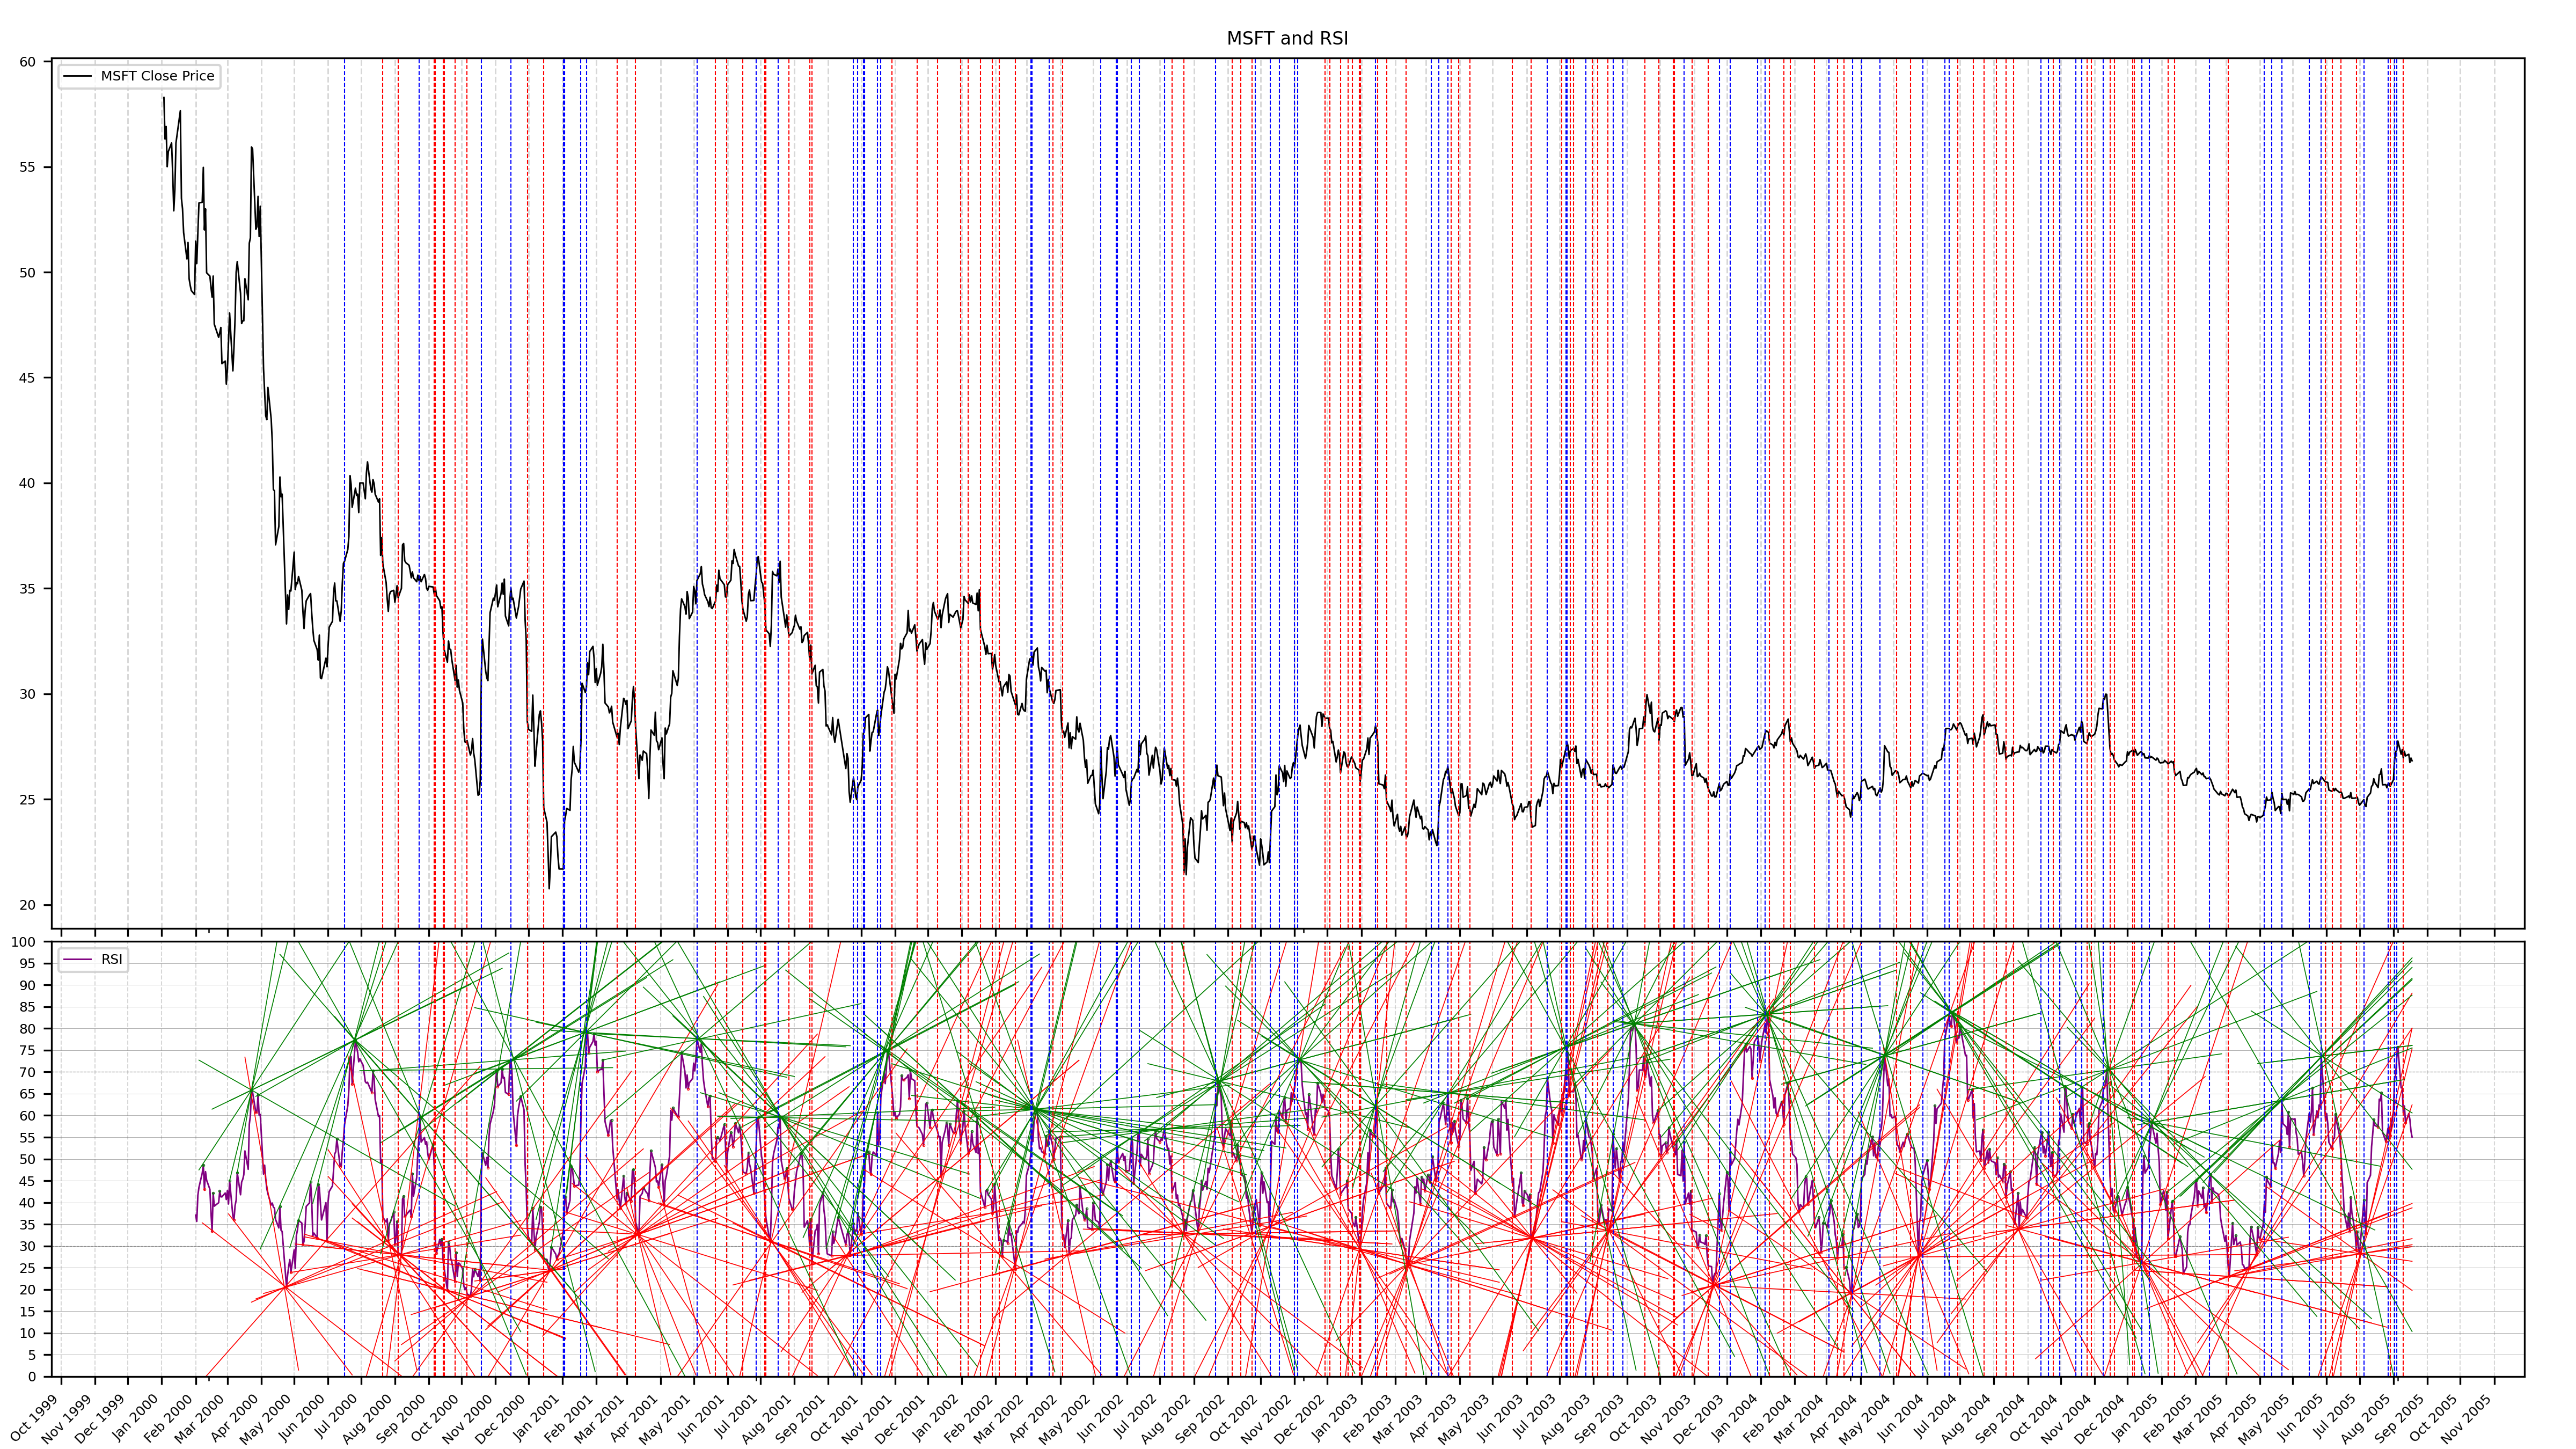 MSFT and RSI
MSFT Close Price
60
55
50
45
40
35
30
25
20
RSI
100
95
90
85
80
75
70
65
60
55
50
45
40
35
30
25
20
15
10
5
0
Oct 1999
Nov 1999
Dec 1999
Jan 2000
Feb 2000
Mar 2000
Apr 2000
May 2000
Jun 2000
Jul 2000
Aug 2000
Sep 2000
Oct 2000
Nov 2000
Dec 2000
Jan 2001
Feb 2001
Mar 2001
Apr 2001
May 2001
Jun 2001
Jul 2001
Aug 2001
Sep 2001
Oct 2001
Nov 2001
Dec 2001
Jan 2002
Feb 2002
Mar 2002
Apr 2002
May 2002
Jun 2002
Jul 2002
Aug 2002
Sep 2002
Oct 2002
Nov 2002
Dec 2002
Jan 2003
Feb 2003
Mar 2003
Apr 2003
May 2003
Jun 2003
Jul 2003
Aug 2003
Sep 2003
Oct 2003
Nov 2003
Dec 2003
Jan 2004
Feb 2004
Mar 2004
Apr 2004
May 2004
Jun 2004
Jul 2004
Aug 2004
Sep 2004
Oct 2004
Nov 2004
Dec 2004
Jan 2005
Feb 2005
Mar 2005
Apr 2005
May 2005
Jun 2005
Jul 2005
Aug 2005
Sep 2005
Oct 2005
Nov 2005